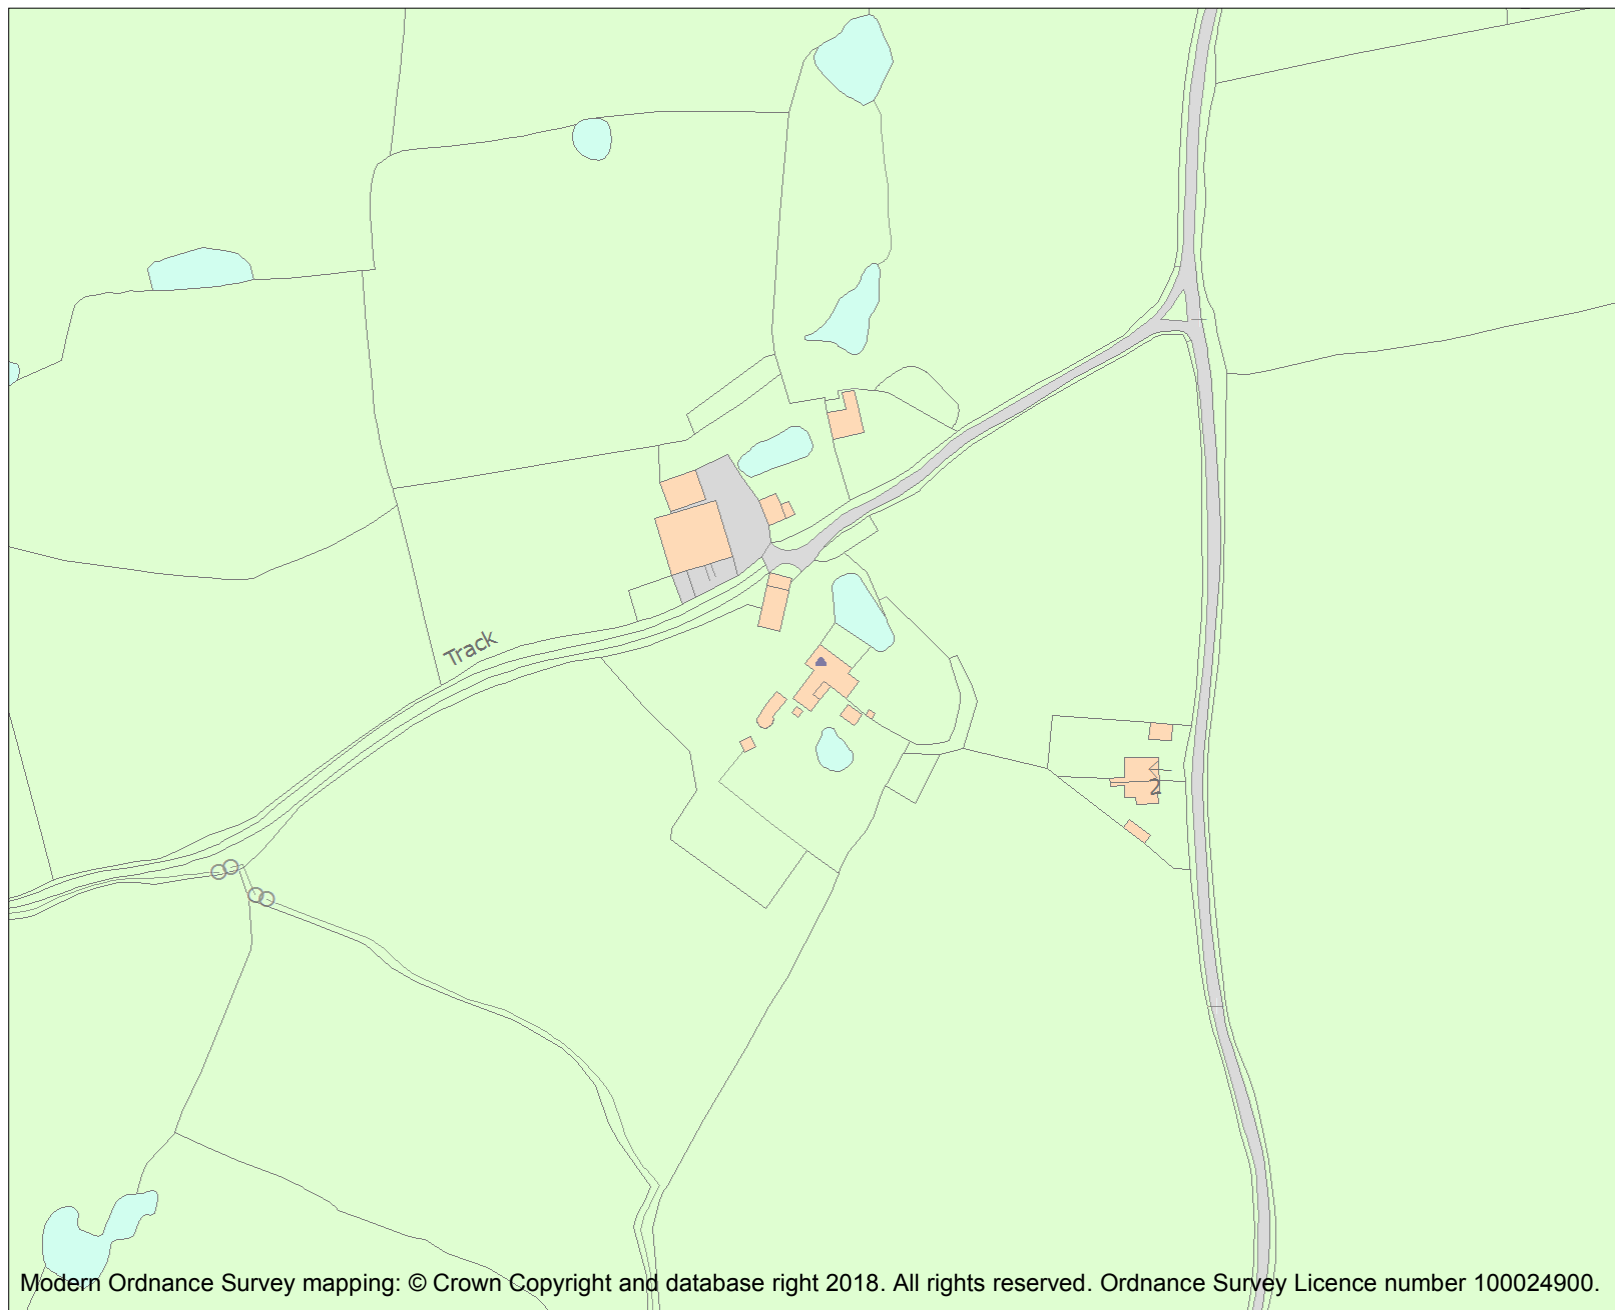 Track
2
Modern Ordnance Survey mapping: © Crown Copyright and database right 2018. All rights reserved. Ordnance Survey Licence number 100024900.